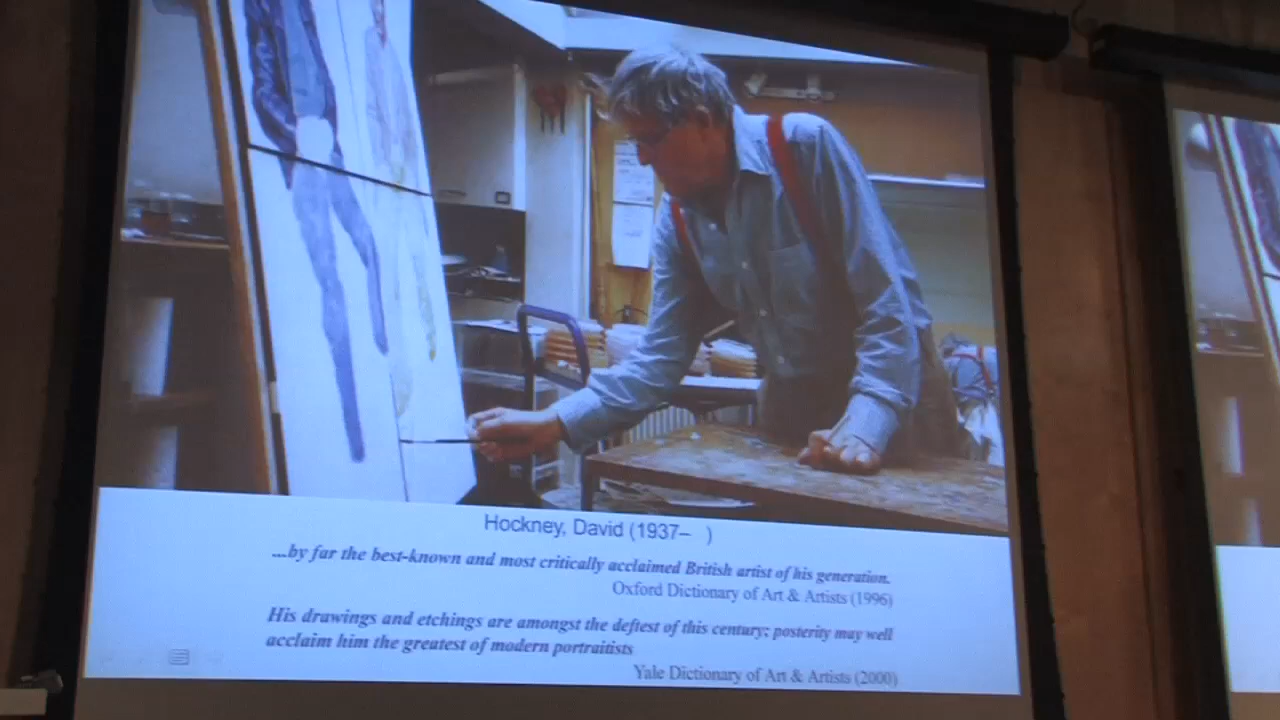 Hockney, David (1937–  )
...by far the best-known and most critically acclaimed British artist of his generation.
Oxford Dictionary of Art & Artists (1996)
His drawings and etchings are amongst the deftest of this century; posterity may well
acclaim him the greatest of modern portraitists
Yale Dictionary of Art & Artists (2000)